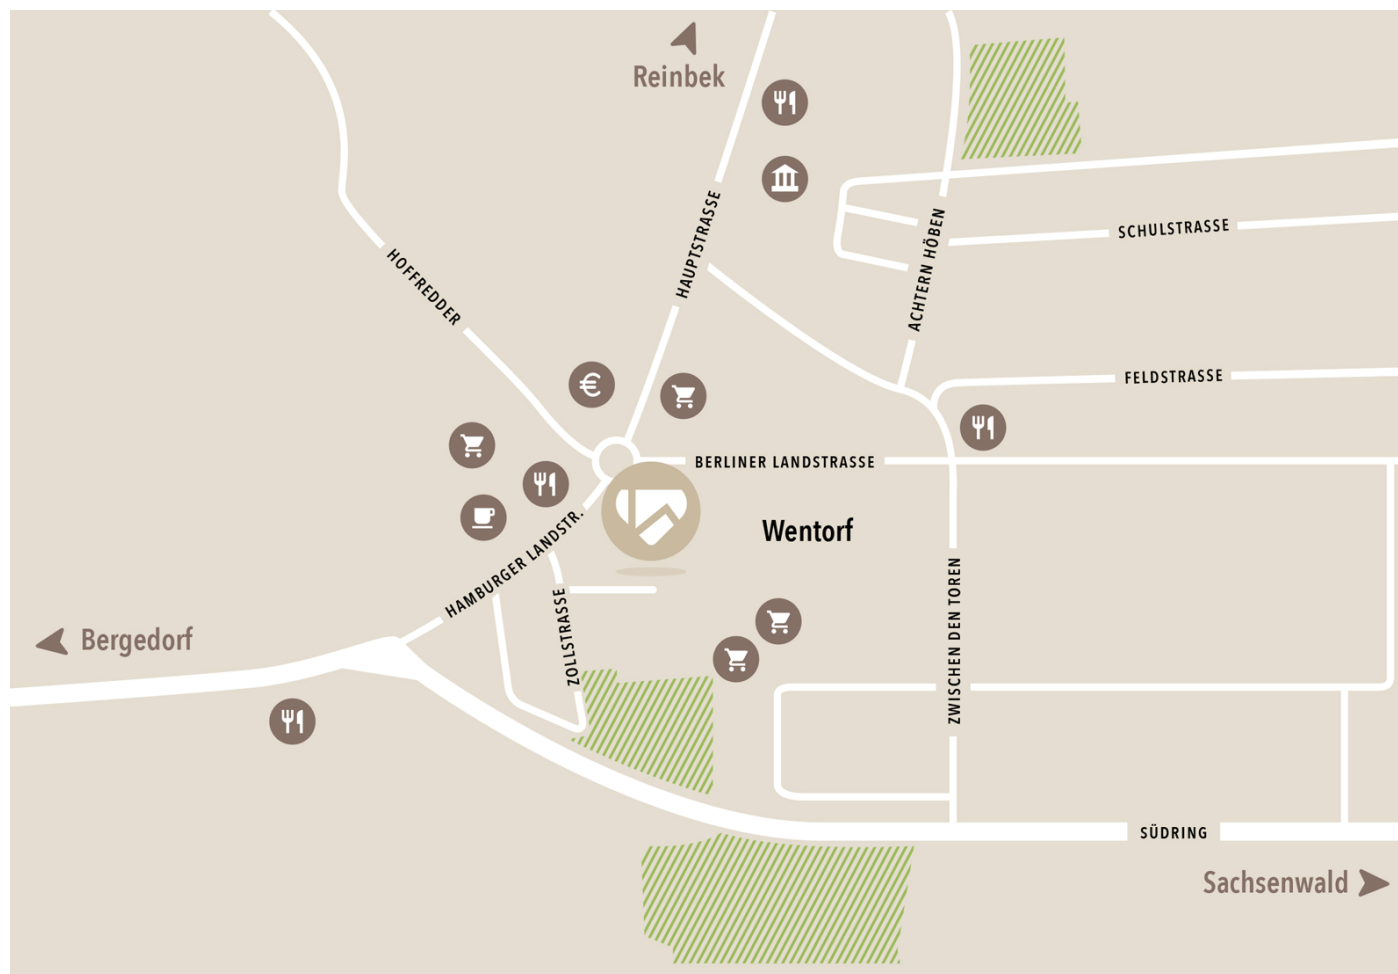 Reinbek
HAUPTSTRASSE
HOFFREDDER
ACHTERN HÖBEN
SCHULSTRASSE
FELDSTRASSE
€
BERLINER LANDSTRASSE
Wentorf
HAMBURGER LANDSTR.
ZOLLSTRASSE
ZWISCHEN DEN TOREN
Bergedorf
SÜDRING
Sachsenwald